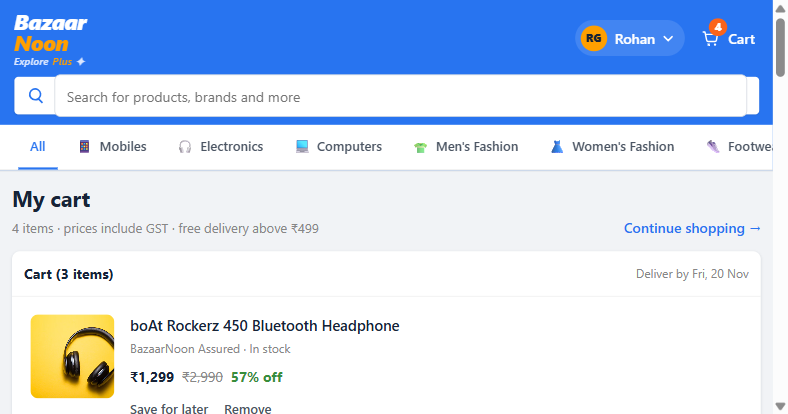 Bazaar
Noon
Explore Plus
RG Rohan
4 Cart
Search for products, brands and more
All Mobiles Electronics Computers Men's Fashion Women's Fashion Footwea
My cart
4 items · prices include GST · free delivery above ₹499
Continue shopping →
Cart (3 items)
Deliver by Fri, 20 Nov
boAt Rockerz 450 Bluetooth Headphone
BazaarNoon Assured · In stock
₹1,299 ₹2,990 57% off
Save for later Remove